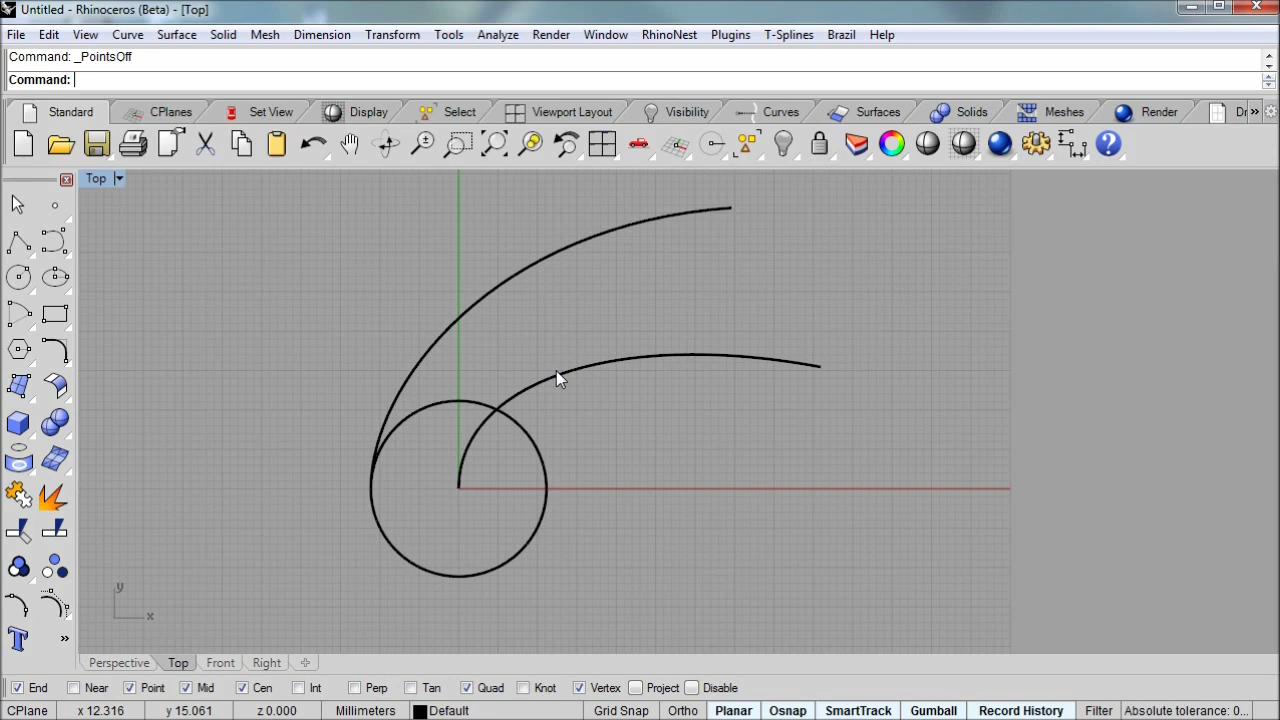 Untitled - Rhinoceros (Beta) - [Top]
File Edit View Curve Surface Solid Mesh Dimension Transform Tools Analyze Render Window RhinoNest Plugins T-Splines Brazil Help
Command: _PointsOff
Command:
Standard CPlanes Set View Display Select Viewport Layout Visibility Curves Surfaces Solids Meshes Render Dr
Top
y
x
Perspective Top Front Right
End Near Point Mid Cen Int Perp Tan Quad Knot Vertex Project Disable
CPlane x 12.316 y 15.061 z 0.000 Millimeters Default Grid Snap Ortho Planar Osnap SmartTrack Gumball Record History Filter Absolute tolerance: 0...